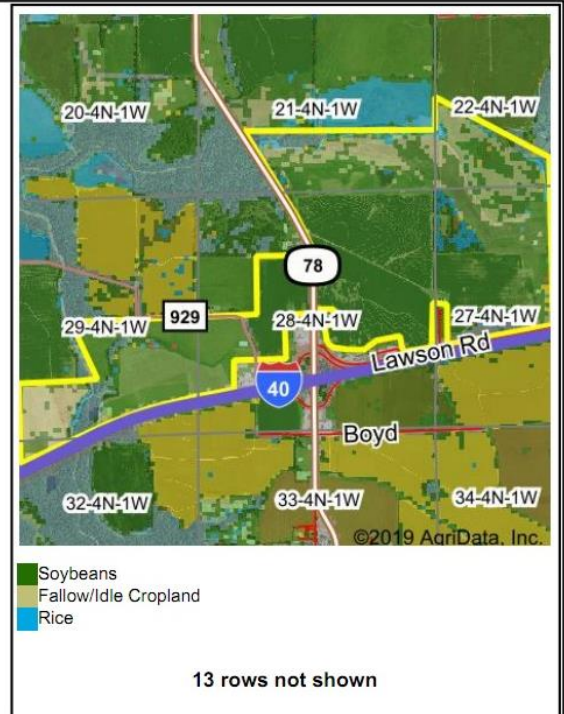 20-4N-1W
21-4N-1W
22-4N-1W
78
929
29-4N-1W
28-4N-1W
27-4N-1W
Lawson Rd
40
Boyd
32-4N-1W
33-4N-1W
34-4N-1W
©2019 AgriData, Inc.
Soybeans
Fallow/Idle Cropland
Rice
13 rows not shown